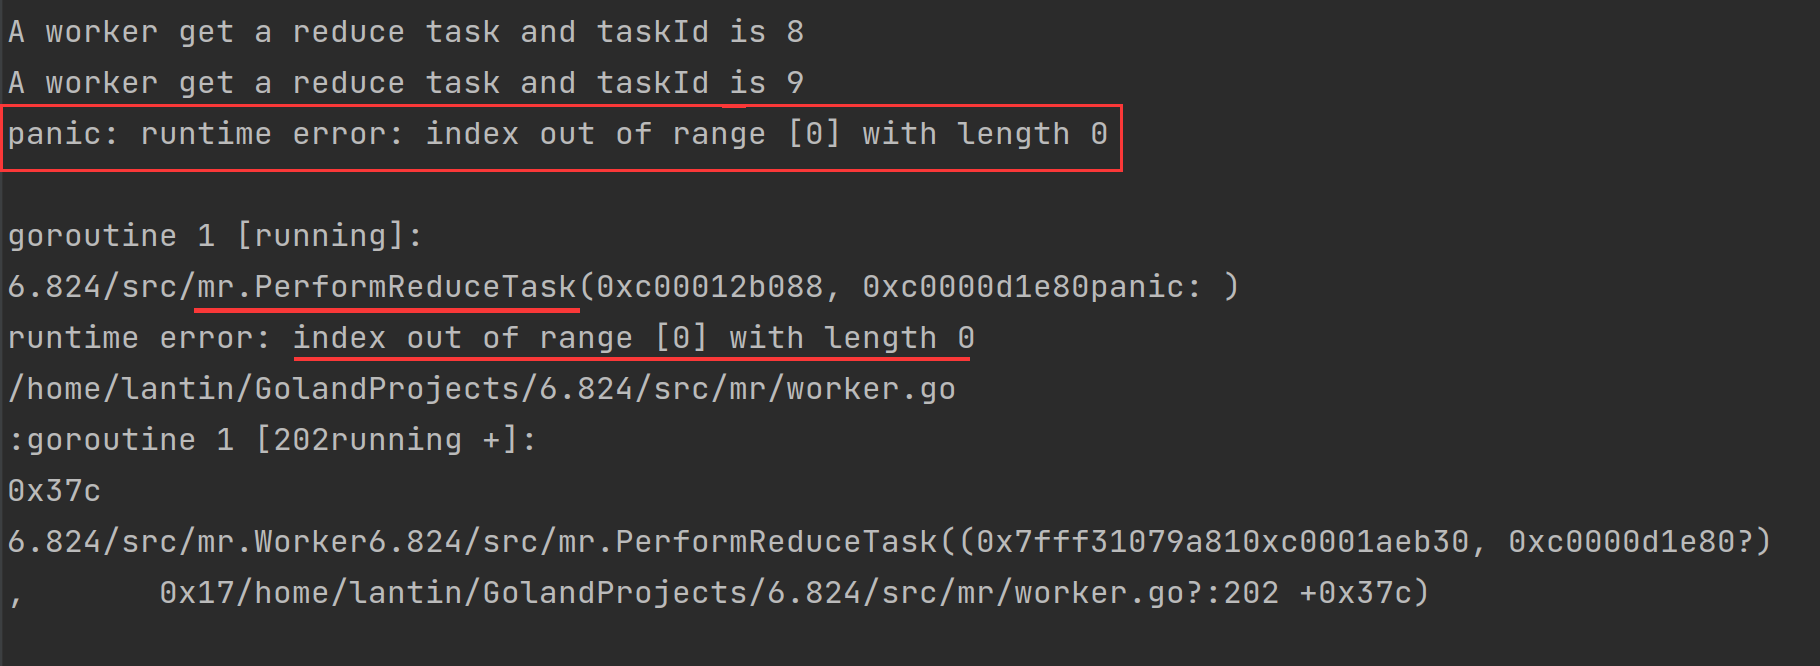 A worker get a reduce task and taskId is 8
A worker get a reduce task and taskId is 9
panic: runtime error: index out of range [0] with length 0
goroutine 1 [running]:
6.824/src/mr.PerformReduceTask(0xc00012b088, 0xc0000d1e80panic: )
runtime error: index out of range [0] with length 0
/home/lantin/GolandProjects/6.824/src/mr/worker.go
:goroutine 1 [202running +]:
0x37c
6.824/src/mr.Worker6.824/src/mr.PerformReduceTask((0x7fff31079a810xc0001aeb30, 0xc0000d1e80?)
,       0x17/home/lantin/GolandProjects/6.824/src/mr/worker.go?:202 +0x37c)